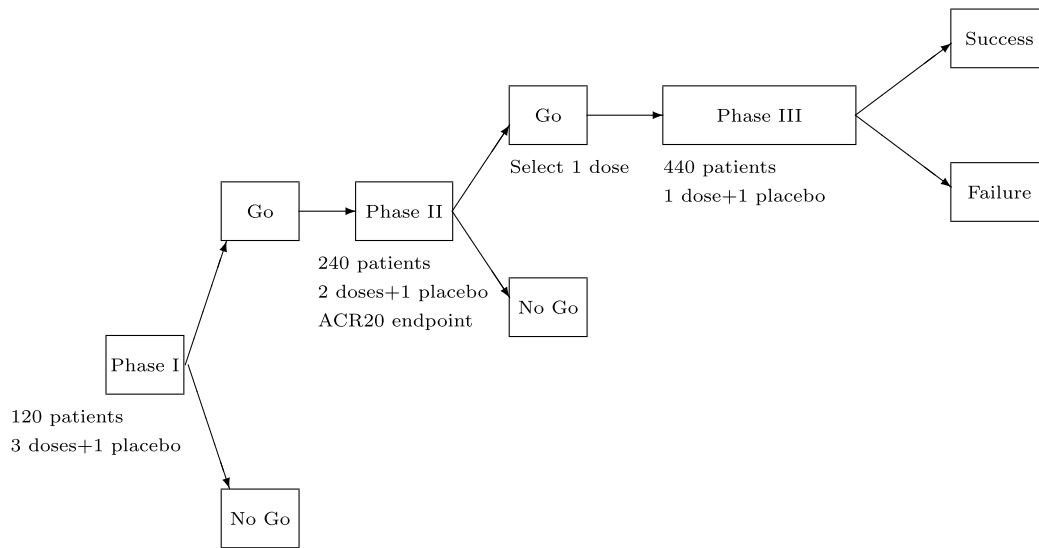 Success
Go
Phase III
Select 1 dose
440 patients
1 dose+1 placebo
Failure
Go
Phase II
240 patients
2 doses+1 placebo
ACR20 endpoint
No Go
Phase I
120 patients
3 doses+1 placebo
No Go